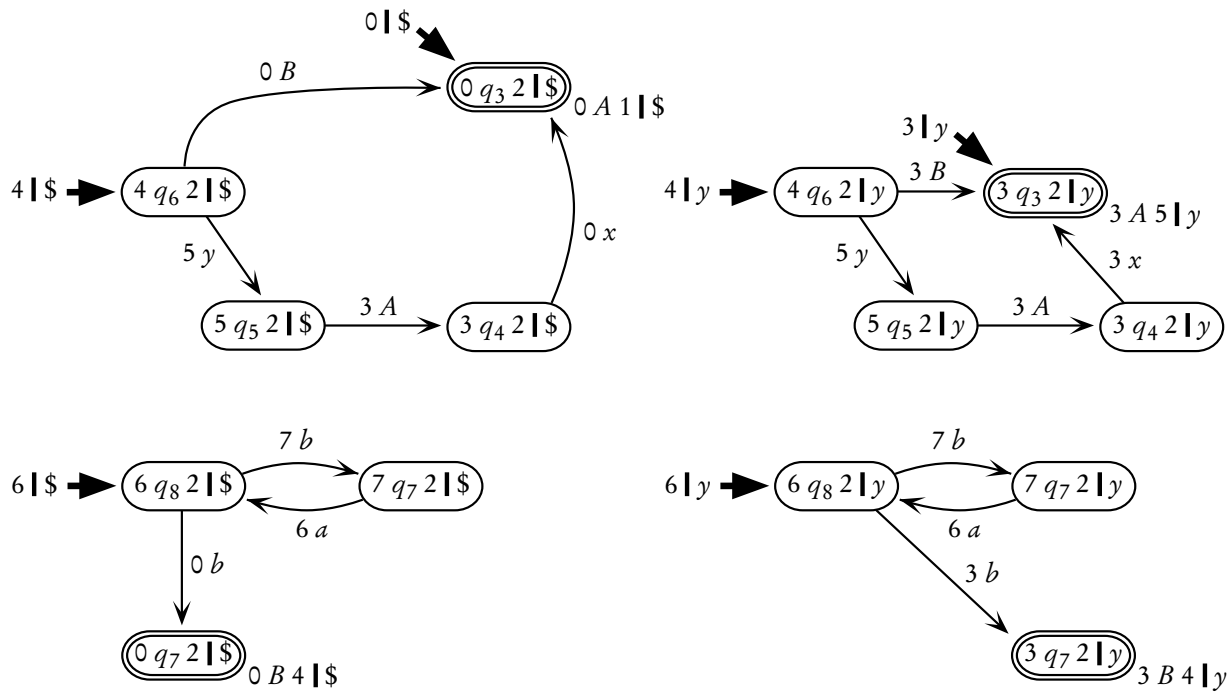 0❙$
0 B
0 q₃ 2❙$
0 A 1❙$
4❙$
4 q₆ 2❙$
5 y
0 x
5 q₅ 2❙$
3 A
3 q₄ 2❙$
3❙y
4❙y
4 q₆ 2❙y
3 B
3 q₃ 2❙y
3 A 5❙y
5 y
3 x
5 q₅ 2❙y
3 A
3 q₄ 2❙y
7 b
6❙$
6 q₈ 2❙$
7 q₇ 2❙$
6 a
0 b
0 q₇ 2❙$
0 B 4❙$
7 b
6❙y
6 q₈ 2❙y
7 q₇ 2❙y
6 a
3 b
3 q₇ 2❙y
3 B 4❙y